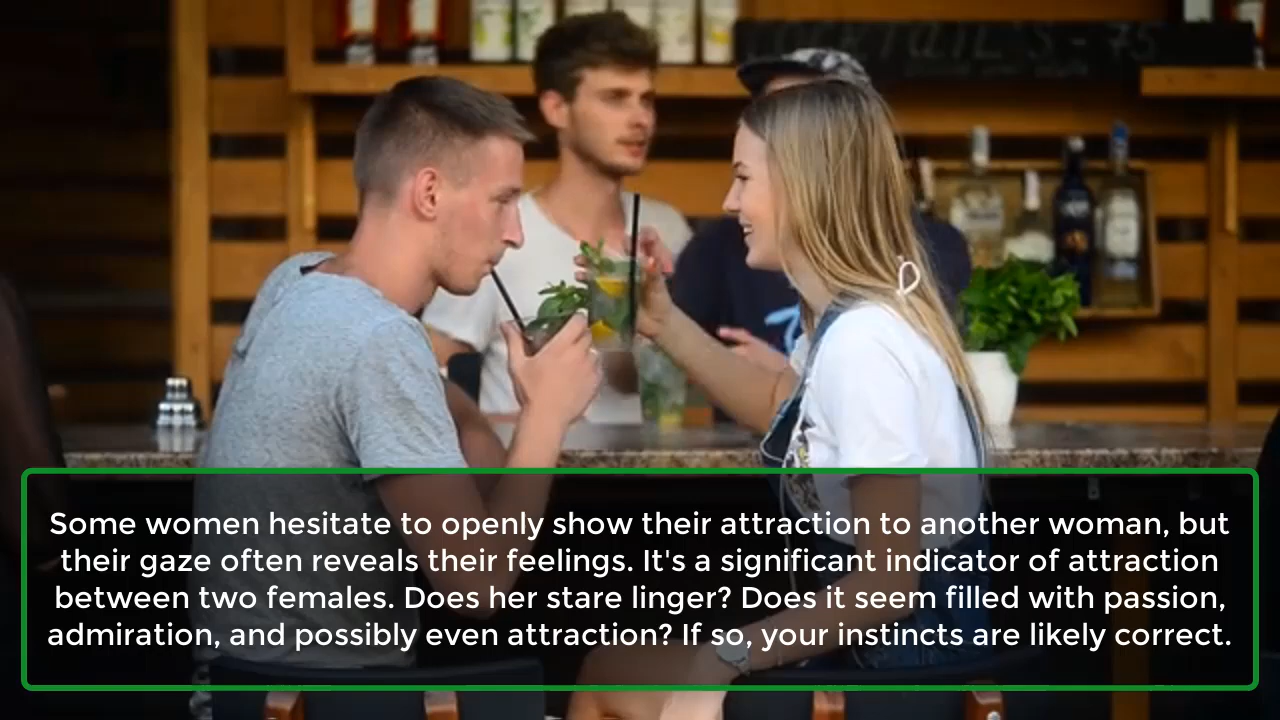 COCKTAIL'S - 75
Some women hesitate to openly show their attraction to another woman, but
their gaze often reveals their feelings. It's a significant indicator of attraction
between two females. Does her stare linger? Does it seem filled with passion,
admiration, and possibly even attraction? If so, your instincts are likely correct.